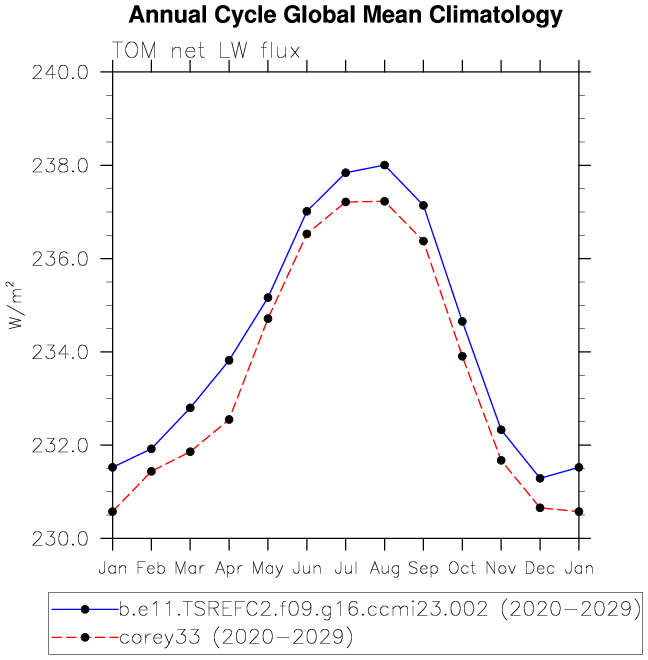 Annual Cycle Global Mean Climatology
TOM net LW flux
240.0
238.0
236.0
234.0
232.0
230.0
W/m²
Jan Feb Mar Apr May Jun Jul Aug Sep Oct Nov Dec Jan
b.e11.TSREFC2.f09.g16.ccmi23.002 (2020-2029)
corey33 (2020-2029)